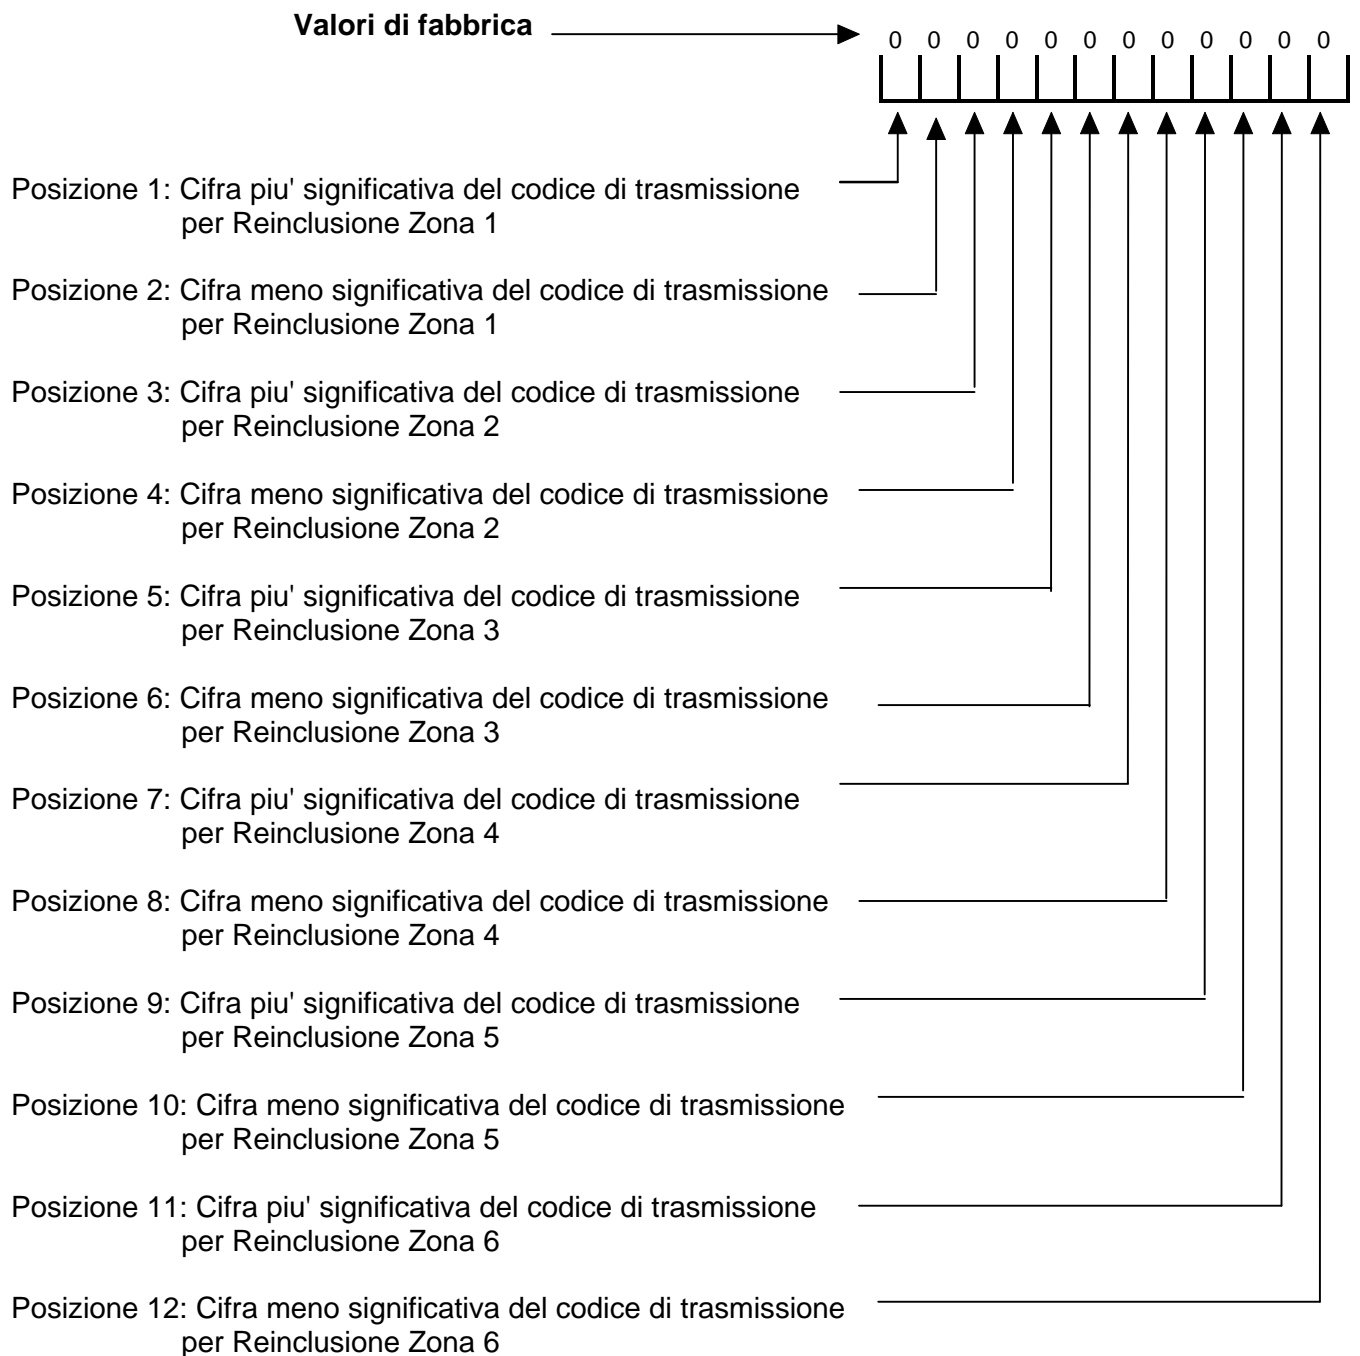 Valori di fabbrica
0 0 0 0 0 0 0 0 0 0 0 0
Posizione 1: Cifra piu' significativa del codice di trasmissione
per Reinclusione Zona 1
Posizione 2: Cifra meno significativa del codice di trasmissione
per Reinclusione Zona 1
Posizione 3: Cifra piu' significativa del codice di trasmissione
per Reinclusione Zona 2
Posizione 4: Cifra meno significativa del codice di trasmissione
per Reinclusione Zona 2
Posizione 5: Cifra piu' significativa del codice di trasmissione
per Reinclusione Zona 3
Posizione 6: Cifra meno significativa del codice di trasmissione
per Reinclusione Zona 3
Posizione 7: Cifra piu' significativa del codice di trasmissione
per Reinclusione Zona 4
Posizione 8: Cifra meno significativa del codice di trasmissione
per Reinclusione Zona 4
Posizione 9: Cifra piu' significativa del codice di trasmissione
per Reinclusione Zona 5
Posizione 10: Cifra meno significativa del codice di trasmissione
per Reinclusione Zona 5
Posizione 11: Cifra piu' significativa del codice di trasmissione
per Reinclusione Zona 6
Posizione 12: Cifra meno significativa del codice di trasmissione
per Reinclusione Zona 6